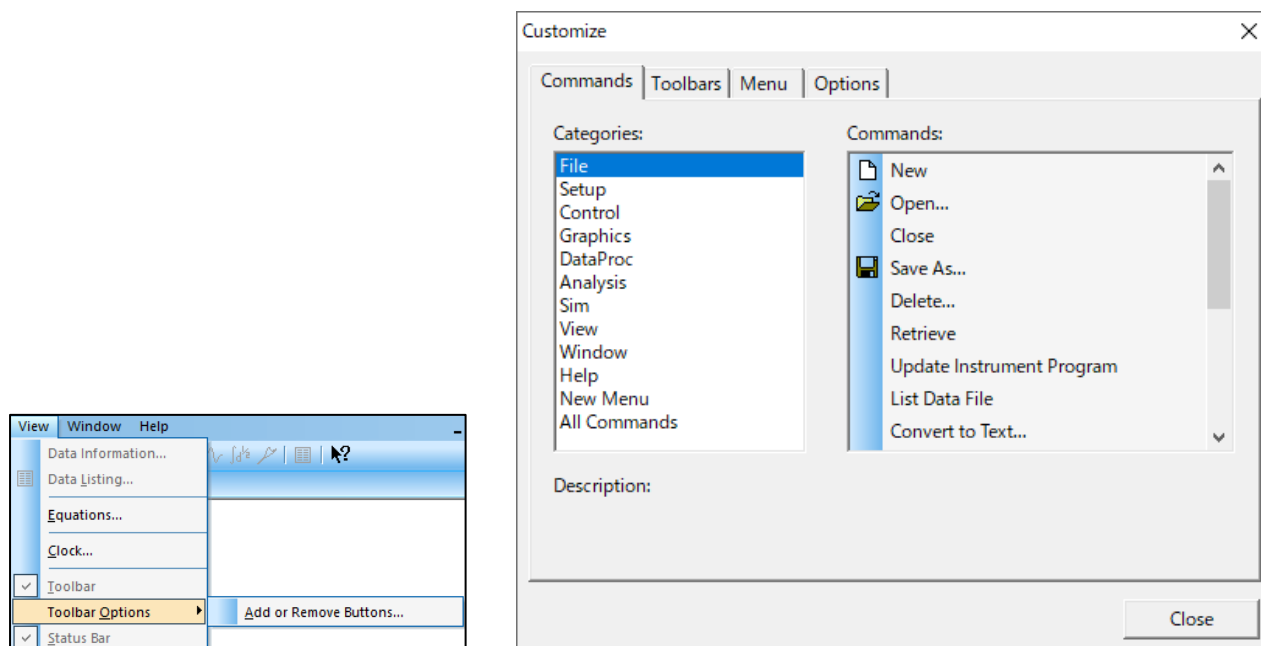 View Window Help
Data Information...
Data Listing...
Equations...
Clock...
Toolbar
Toolbar Options
Add or Remove Buttons...
Status Bar
Customize
Commands Toolbars Menu Options
Categories:
File
Setup
Control
Graphics
DataProc
Analysis
Sim
View
Window
Help
New Menu
All Commands
Commands:
New
Open...
Close
Save As...
Delete...
Retrieve
Update Instrument Program
List Data File
Convert to Text...
Description:
Close